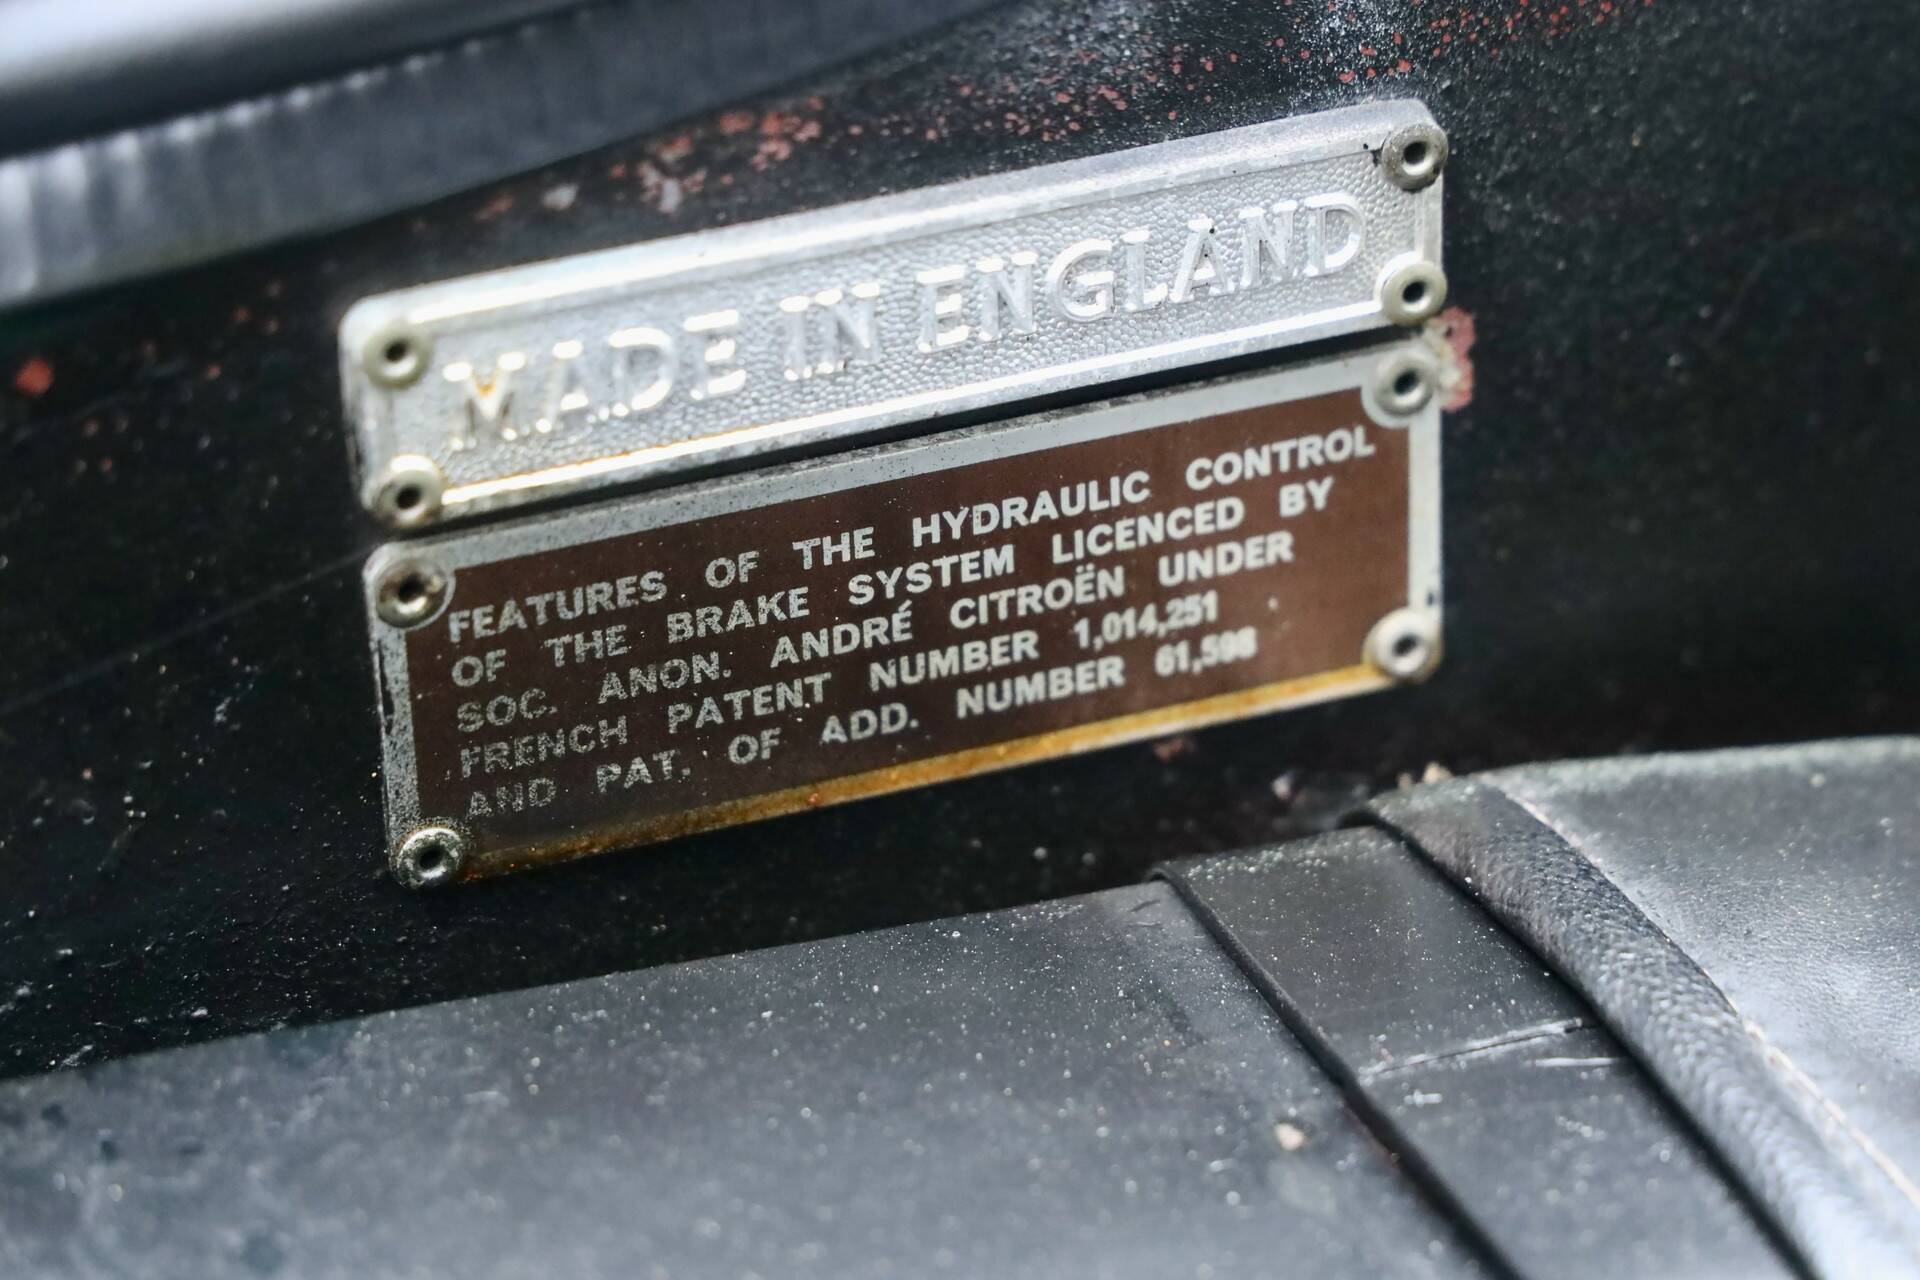 MADE IN ENGLAND
FEATURES OF THE HYDRAULIC CONTROL
OF THE BRAKE SYSTEM LICENCED BY
SOC. ANON. ANDRÉ CITROËN UNDER
FRENCH PATENT NUMBER 1,014,251
AND PAT. OF ADD. NUMBER 61,598